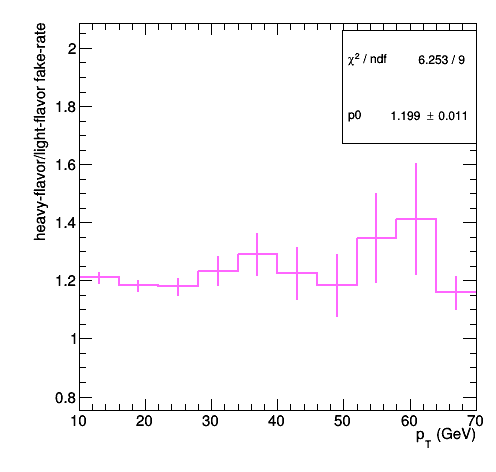 heavy-flavor/light-flavor fake-rate
χ² / ndf 6.253 / 9
p0 1.199 ± 0.011
2
1.8
1.6
1.4
1.2
1
0.8
10 20 30 40 50 60 70
p_T (GeV)